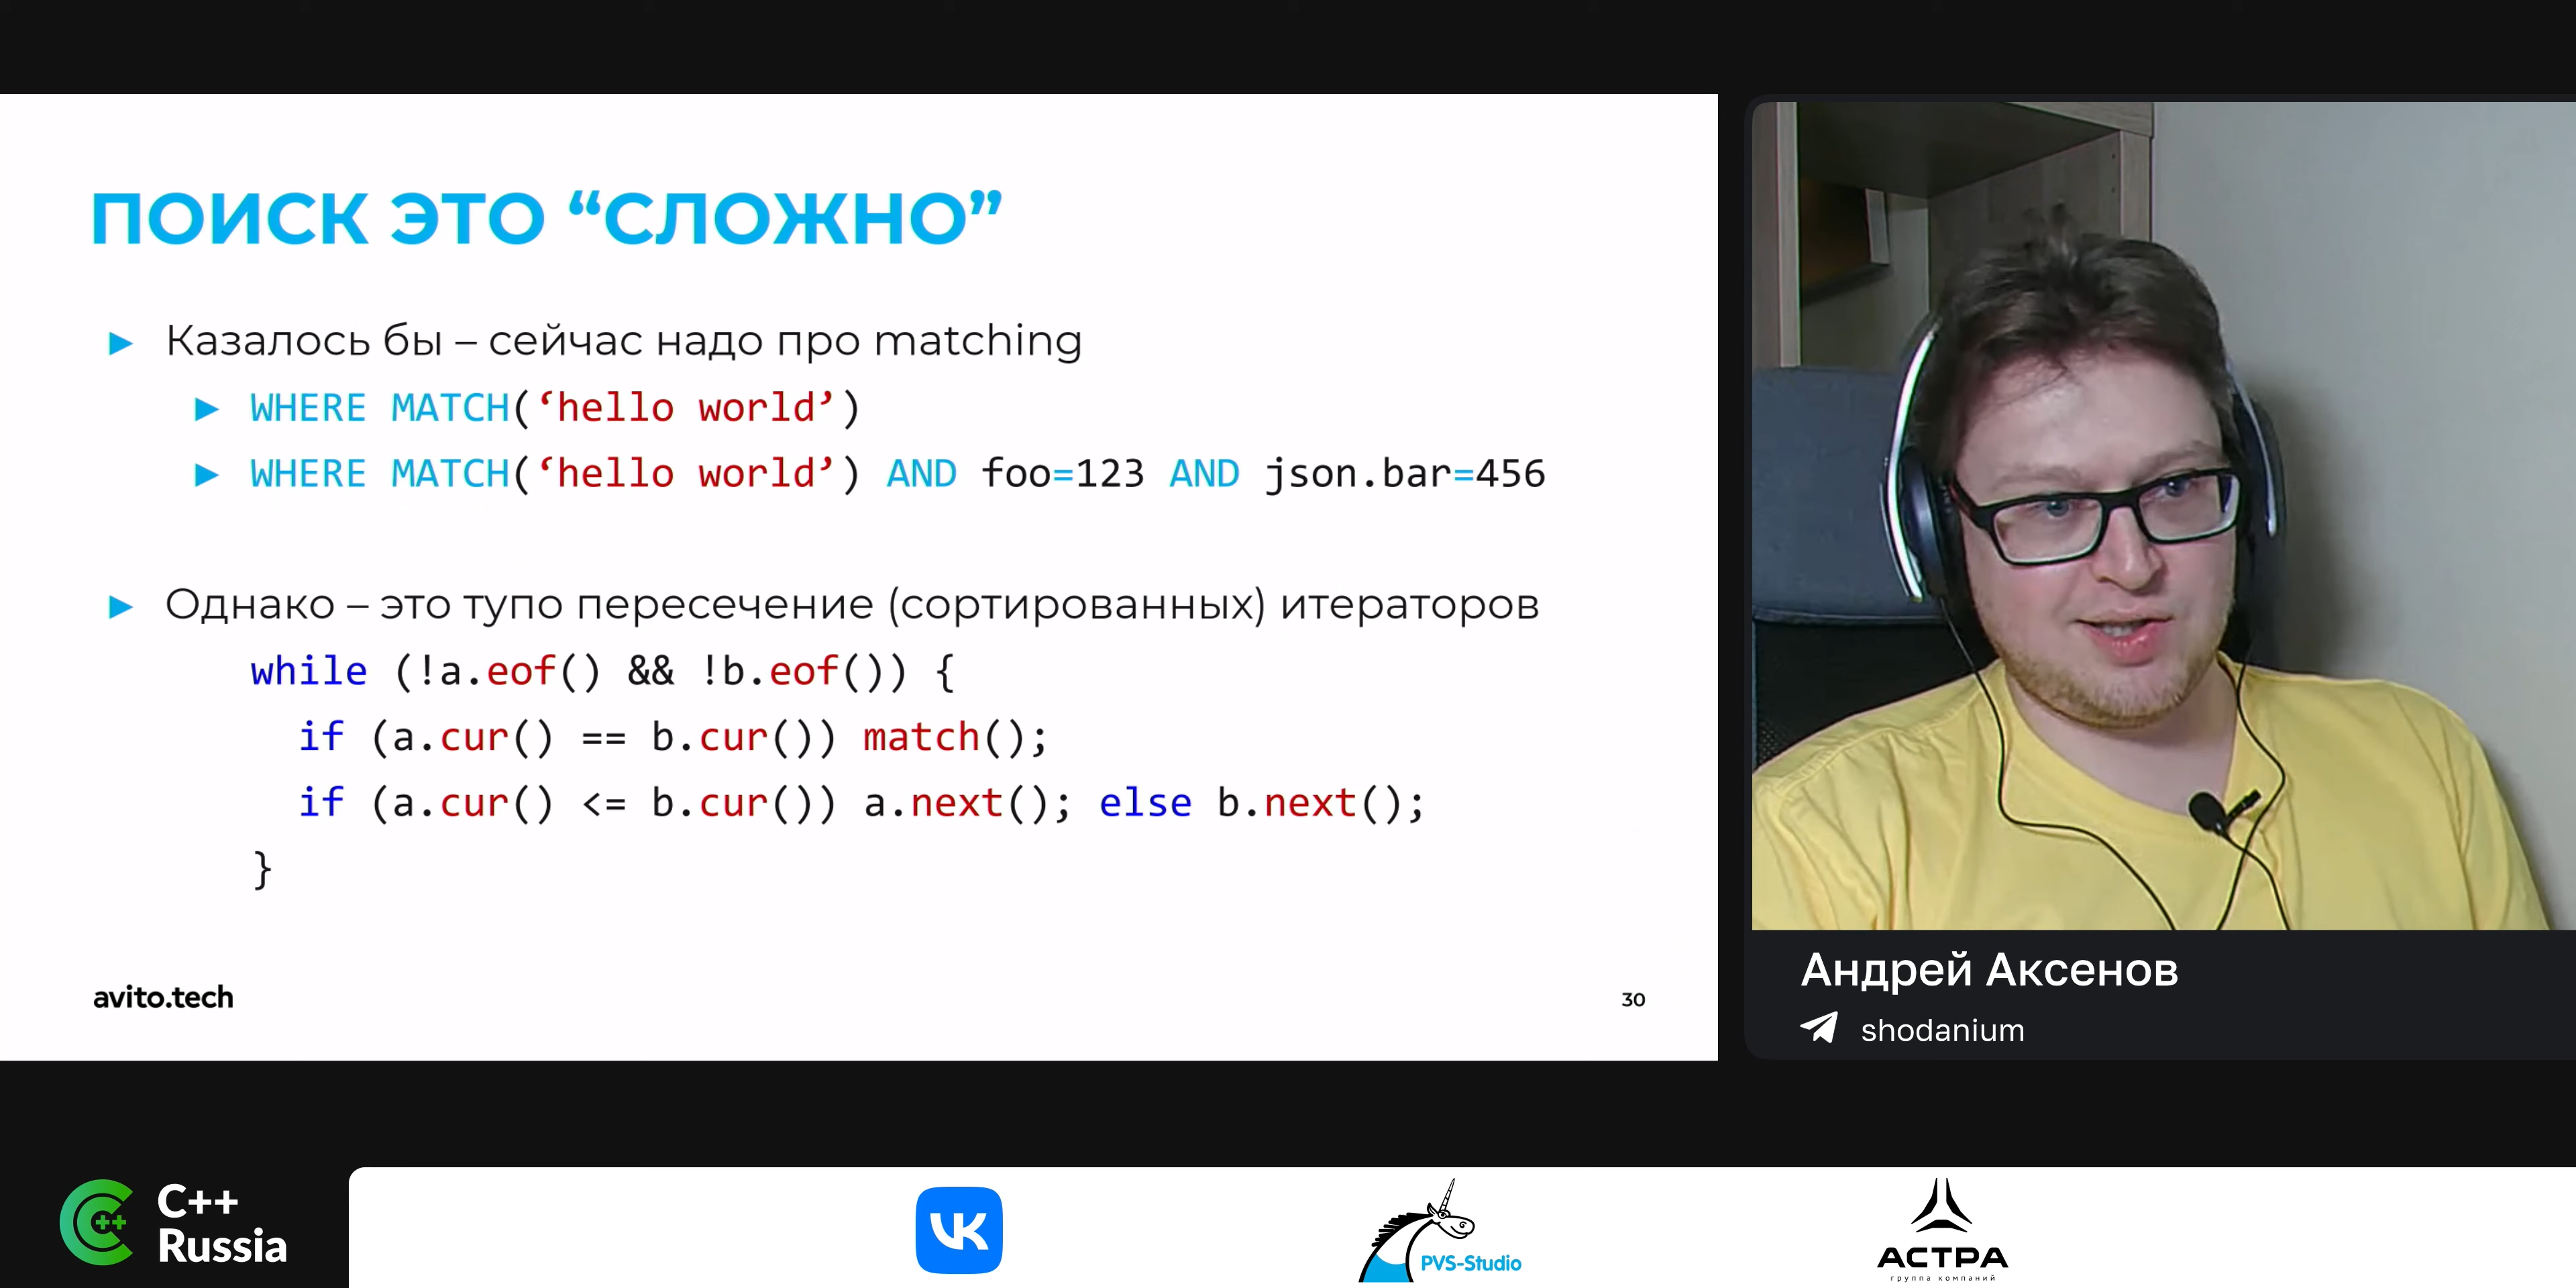 ПОИСК ЭТО “СЛОЖНО”
Казалось бы – сейчас надо про matching
WHERE MATCH(‘hello world’)
WHERE MATCH(‘hello world’) AND foo=123 AND json.bar=456
Однако – это тупо пересечение (сортированных) итераторов
while (!a.eof() && !b.eof()) {
if (a.cur() == b.cur()) match();
if (a.cur() <= b.cur()) a.next(); else b.next();
}
avito.tech
30
Андрей Аксенов
shodanium
C++
Russia
VK
PVS-Studio
АСТРА
группа компаний